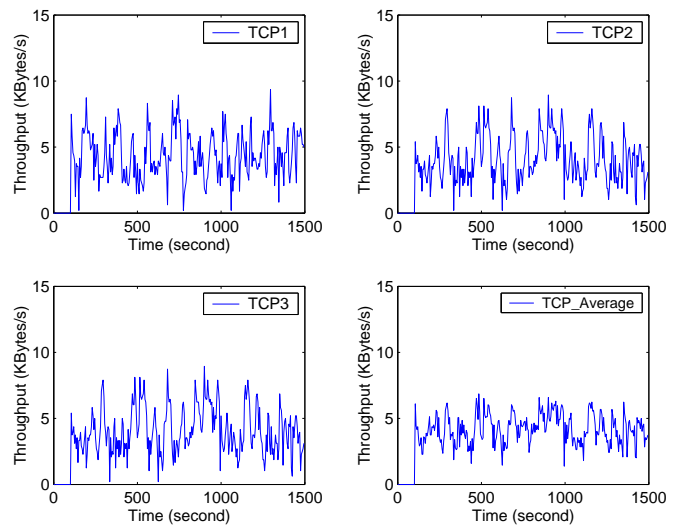 15
10
5
0
Throughput (KBytes/s)
TCP1
0 500 1000 1500
Time (second)
15
10
5
0
Throughput (KBytes/s)
TCP2
0 500 1000 1500
Time (second)
15
10
5
0
Throughput (KBytes/s)
TCP3
0 500 1000 1500
Time (second)
15
10
5
0
Throughput (KBytes/s)
TCP_Average
0 500 1000 1500
Time (second)